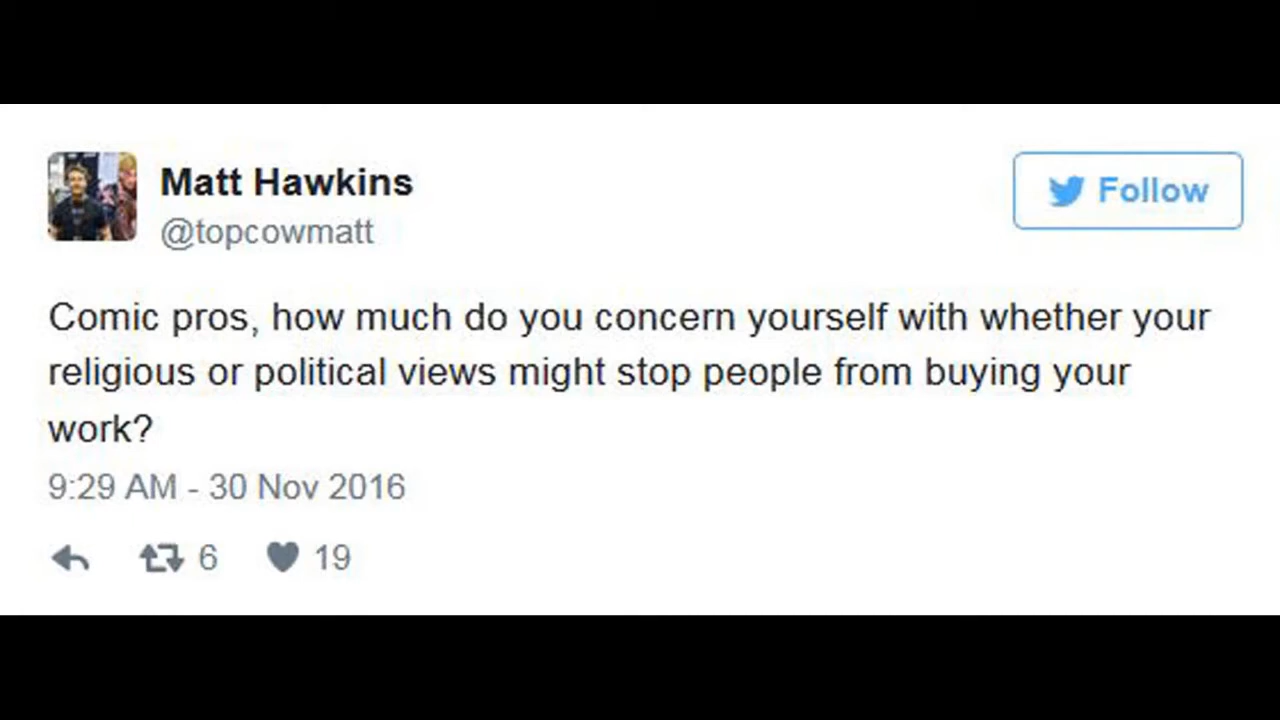 Matt Hawkins
@topcowmatt
Follow
Comic pros, how much do you concern yourself with whether your
religious or political views might stop people from buying your
work?
9:29 AM - 30 Nov 2016
6 19